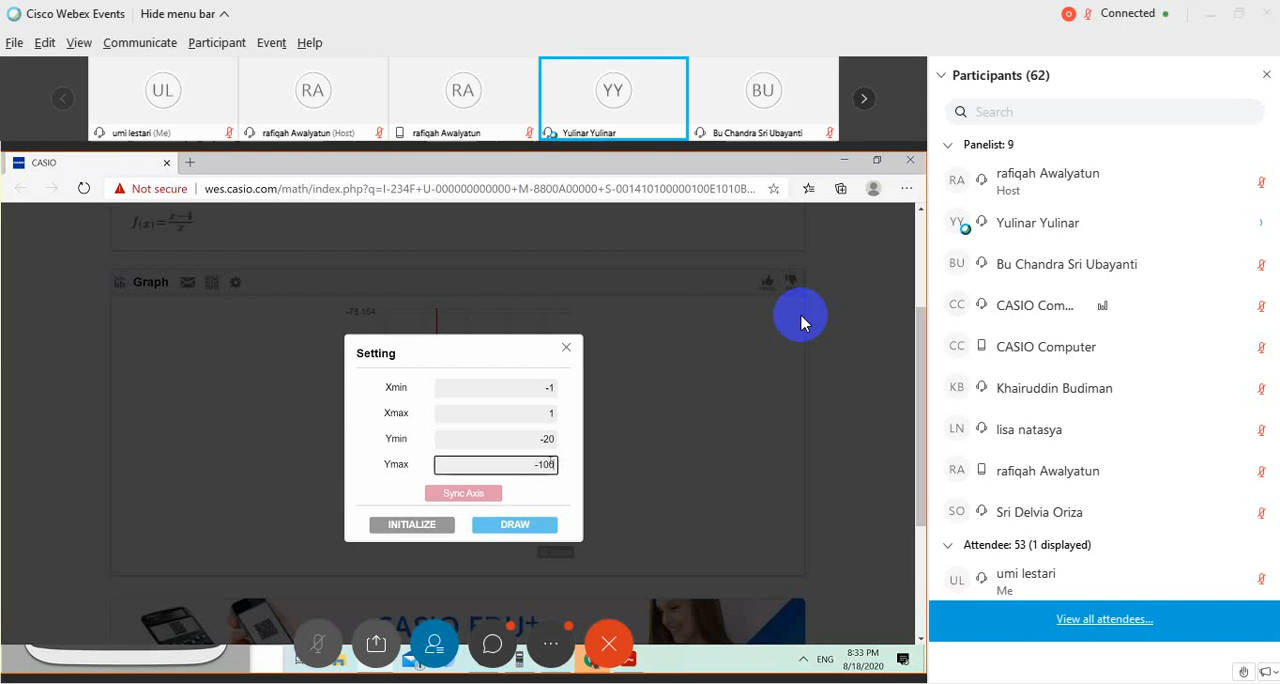 Cisco Webex Events
Hide menu bar
Connected
File Edit View Communicate Participant Event Help
UL
RA
RA
YY
BU
umi lestari (Me)
rafiqah Awalyatun (Host)
rafiqah Awalyatun
Yulinar Yulinar
Bu Chandra Sri Ubayanti
CASIO
Not secure
wes.casio.com/math/index.php?q=I-234F+U-000000000000+M-8800A00000+S-001410100000100E1010B...
f(x)=x-4/x
Graph
-75.154
Setting
Xmin -1
Xmax 1
Ymin -20
Ymax -100
Sync Axis
INITIALIZE
DRAW
CASIO EDU+
ENG
8:33 PM
8/18/2020
Participants (62)
Search
Panelist: 9
RA
rafiqah Awalyatun
Host
YY
Yulinar Yulinar
BU
Bu Chandra Sri Ubayanti
CC
CASIO Com...
CC
CASIO Computer
KB
Khairuddin Budiman
LN
lisa natasya
RA
rafiqah Awalyatun
SO
Sri Delvia Oriza
Attendee: 53 (1 displayed)
UL
umi lestari
Me
View all attendees...